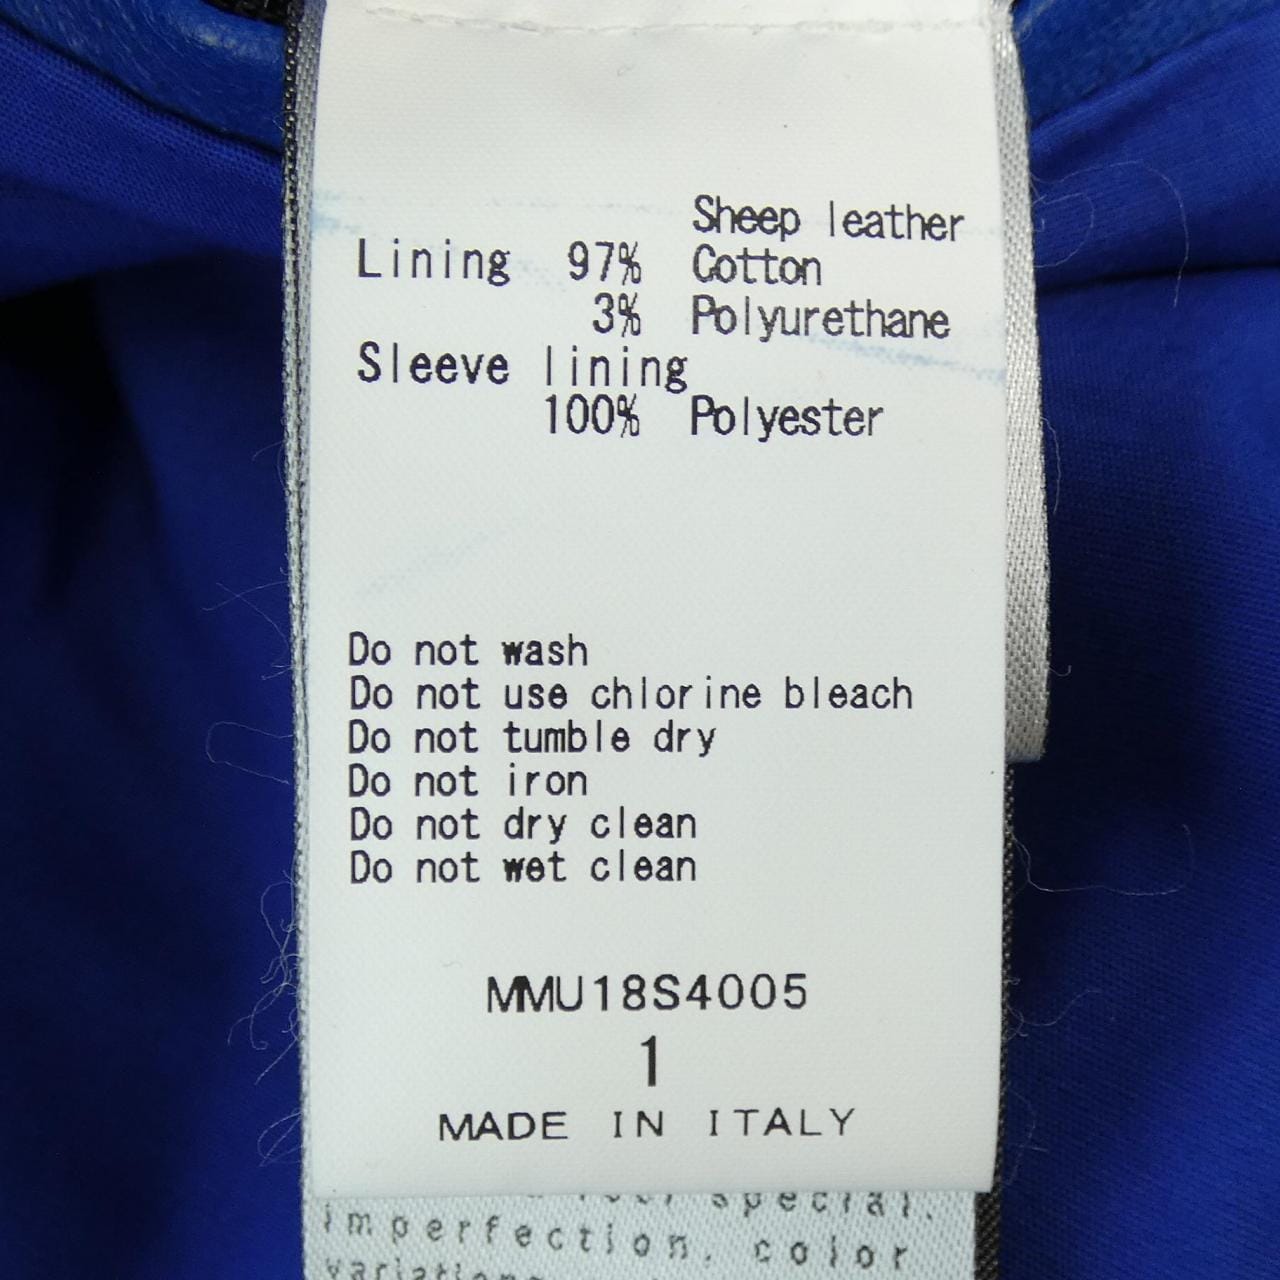 Sheep leather
Lining 97% Cotton
3% Polyurethane
Sleeve lining
100% Polyester
Do not wash
Do not use chlorine bleach
Do not tumble dry
Do not iron
Do not dry clean
Do not wet clean
MMU18S4005
1
MADE IN ITALY
special.
imperfection, color